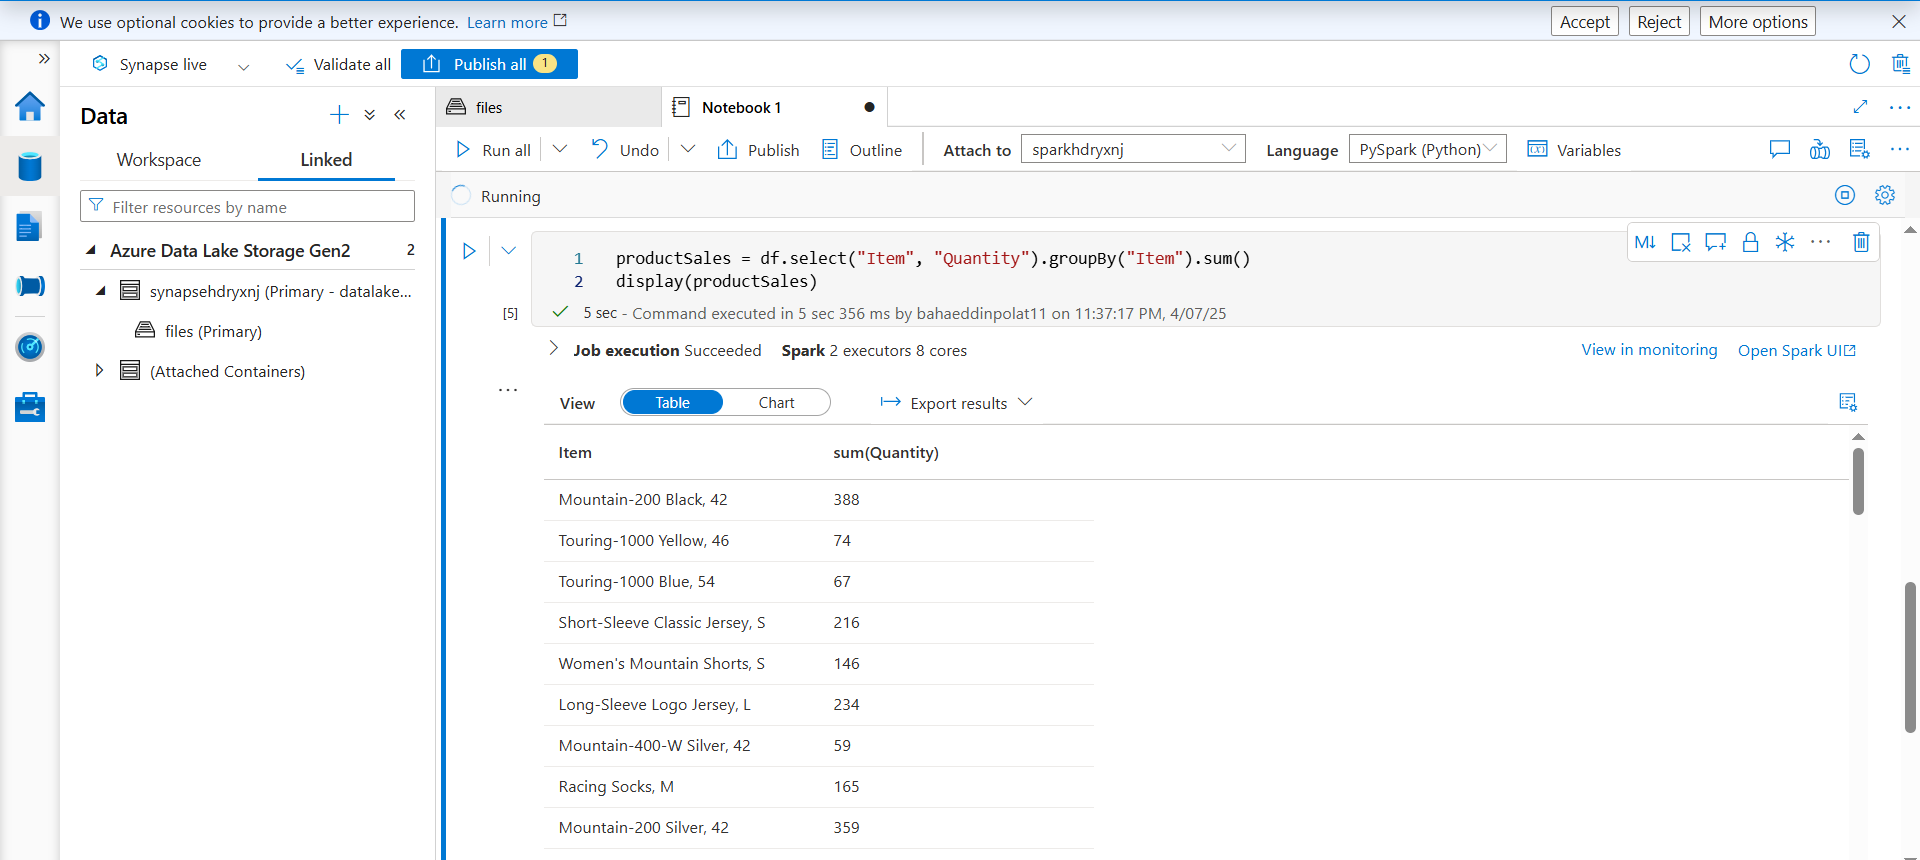 We use optional cookies to provide a better experience. Learn more
Accept
Reject
More options
Synapse live
Validate all
Publish all 1
Data
Workspace
Linked
Filter resources by name
Azure Data Lake Storage Gen2 2
synapsehdryxnj (Primary - datalake...
files (Primary)
(Attached Containers)
files
Notebook 1
Run all
Undo
Publish
Outline
Attach to
sparkhdryxnj
Language
PySpark (Python)
Variables
Running
M↓
1 productSales = df.select("Item", "Quantity").groupBy("Item").sum()
2 display(productSales)
[5]
5 sec - Command executed in 5 sec 356 ms by bahaeddinpolat11 on 11:37:17 PM, 4/07/25
Job execution Succeeded Spark 2 executors 8 cores
View in monitoring
Open Spark UI
View
Table
Chart
Export results
Item sum(Quantity)
Mountain-200 Black, 42 388
Touring-1000 Yellow, 46 74
Touring-1000 Blue, 54 67
Short-Sleeve Classic Jersey, S 216
Women's Mountain Shorts, S 146
Long-Sleeve Logo Jersey, L 234
Mountain-400-W Silver, 42 59
Racing Socks, M 165
Mountain-200 Silver, 42 359